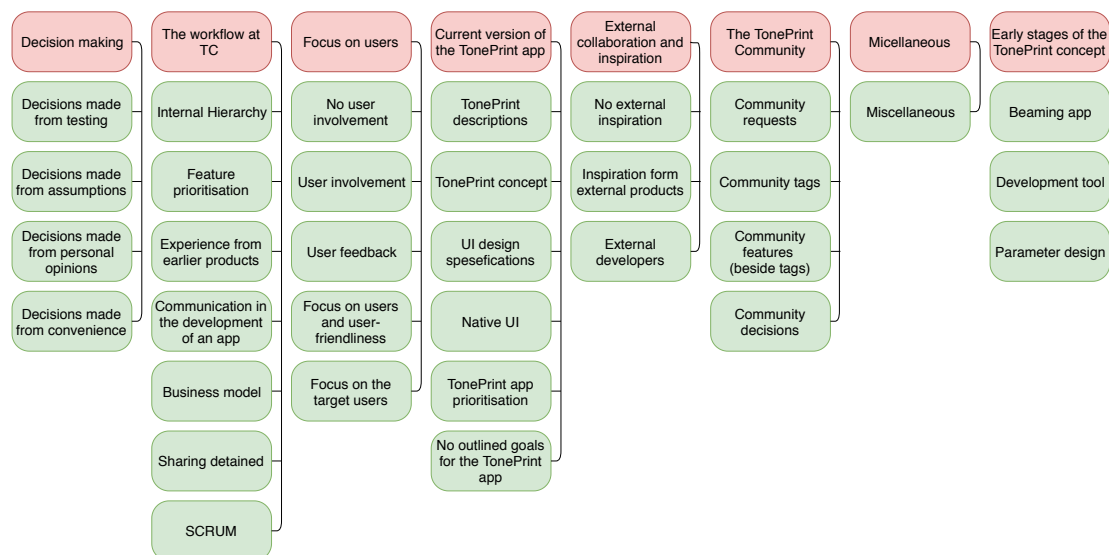 Decision making
Decisions made
from testing
Decisions made
from assumptions
Decisions made
from personal
opinions
Decisions made
from convenience
The workflow at
TC
Internal Hierarchy
Feature
prioritisation
Experience from
earlier products
Communication in
the development
of an app
Business model
Sharing detained
SCRUM
Focus on users
No user
involvement
User involvement
User feedback
Focus on users
and user-
friendliness
Focus on the
target users
Current version
of the TonePrint app
TonePrint
descriptions
TonePrint concept
UI design
spesefications
Native UI
TonePrint app
prioritisation
No outlined goals
for the TonePrint
app
External
collaboration and
inspiration
No external
inspiration
Inspiration form
external products
External
developers
The TonePrint
Community
Community
requests
Community tags
Community
features
(beside tags)
Community
decisions
Micellaneous
Miscellaneous
Early stages of the
TonePrint concept
Beaming app
Development tool
Parameter design